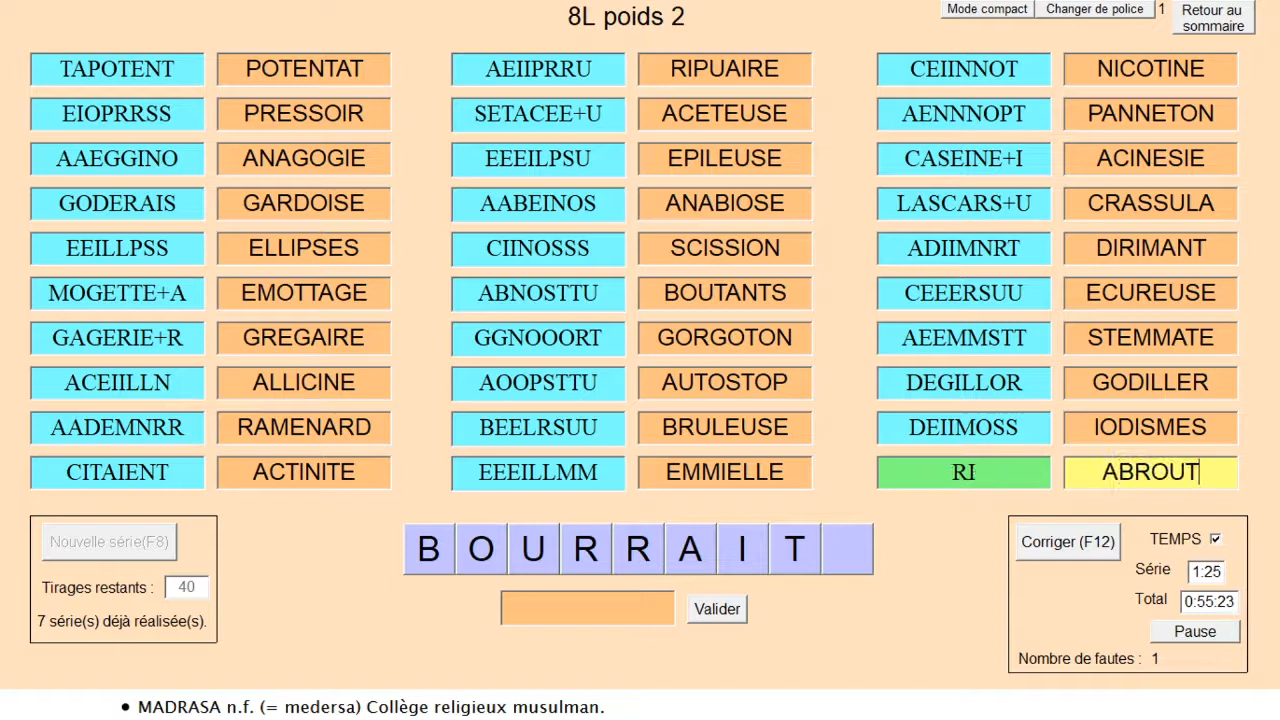 8L poids 2
Mode compact Changer de police 1 Retour au sommaire
TAPOTENT POTENTAT AEIIPRRU RIPUAIRE CEIINNOT NICOTINE
EIOPRRSS PRESSOIR SETACEE+U ACETEUSE AENNNOPT PANNETON
AAEGGINO ANAGOGIE EEEILPSU EPILEUSE CASEINE+I ACINESIE
GODERAIS GARDOISE AABEINOS ANABIOSE LASCARS+U CRASSULA
EEILLPSS ELLIPSES CIINOSSS SCISSION ADIIMNRT DIRIMANT
MOGETTE+A EMOTTAGE ABNOSTTU BOUTANTS CEEERSUU ECUREUSE
GAGERIE+R GREGAIRE GGNOOORT GORGOTON AEEMMSTT STEMMATE
ACEIILLN ALLICINE AOOPSTTU AUTOSTOP DEGILLOR GODILLER
AADEMNRR RAMENARD BEELRSUU BRULEUSE DEIIMOSS IODISMES
CITAIENT ACTINITE EEEILLMM EMMIELLE RI ABROUT
Nouvelle série(F8)
Tirages restants : 40
7 série(s) déjà réalisée(s).
B O U R R A I T
Valider
Corriger (F12) TEMPS
Série 1:25
Total 0:55:23
Pause
Nombre de fautes : 1
• MADRASA n.f. (= medersa) Collège religieux musulman.